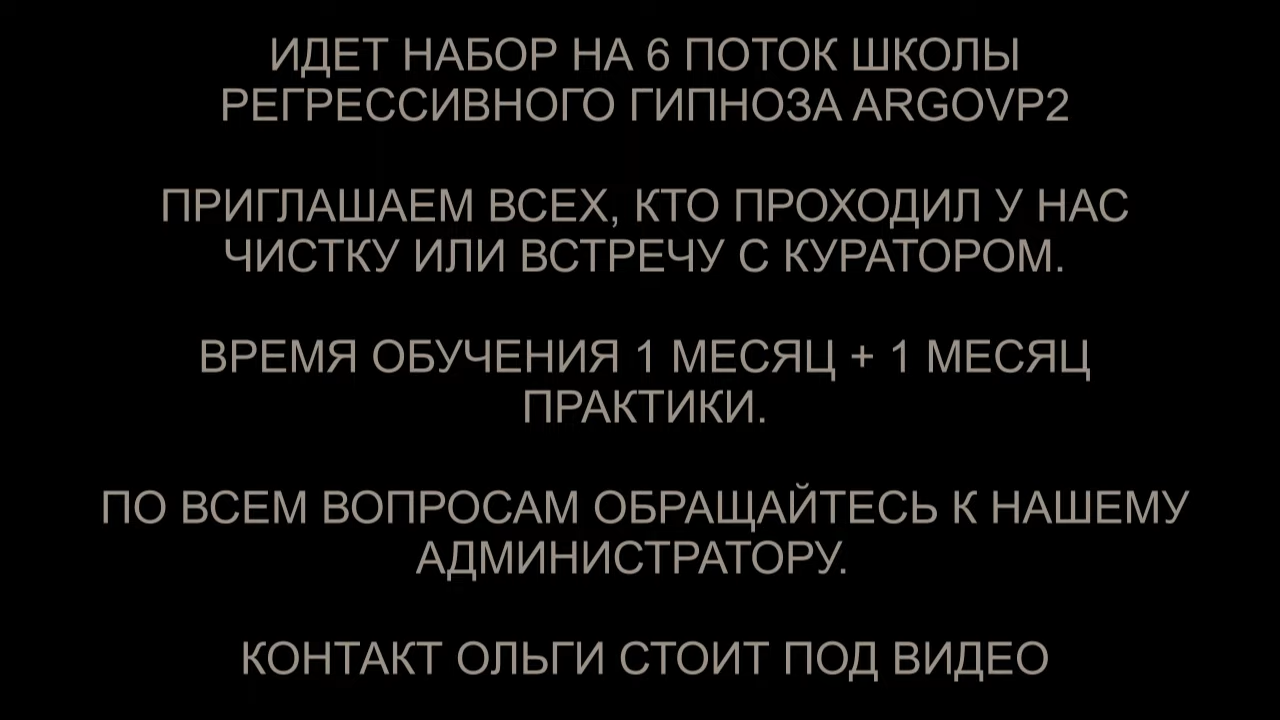 ИДЕТ НАБОР НА 6 ПОТОК ШКОЛЫ
РЕГРЕССИВНОГО ГИПНОЗА ARGOVP2
ПРИГЛАШАЕМ ВСЕХ, КТО ПРОХОДИЛ У НАС
ЧИСТКУ ИЛИ ВСТРЕЧУ С КУРАТОРОМ.
ВРЕМЯ ОБУЧЕНИЯ 1 МЕСЯЦ + 1 МЕСЯЦ
ПРАКТИКИ.
ПО ВСЕМ ВОПРОСАМ ОБРАЩАЙТЕСЬ К НАШЕМУ
АДМИНИСТРАТОРУ.
КОНТАКТ ОЛЬГИ СТОИТ ПОД ВИДЕО